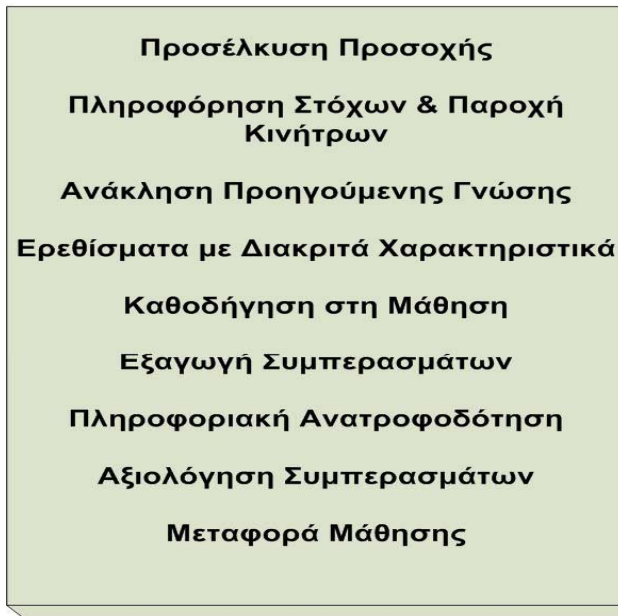 Προσέλκυση Προσοχής
Πληροφόρηση Στόχων & Παροχή
Κινήτρων
Ανάκληση Προηγούμενης Γνώσης
Ερεθίσματα με Διακριτά Χαρακτηριστικά
Καθοδήγηση στη Μάθηση
Εξαγωγή Συμπερασμάτων
Πληροφοριακή Ανατροφοδότηση
Αξιολόγηση Συμπερασμάτων
Μεταφορά Μάθησης